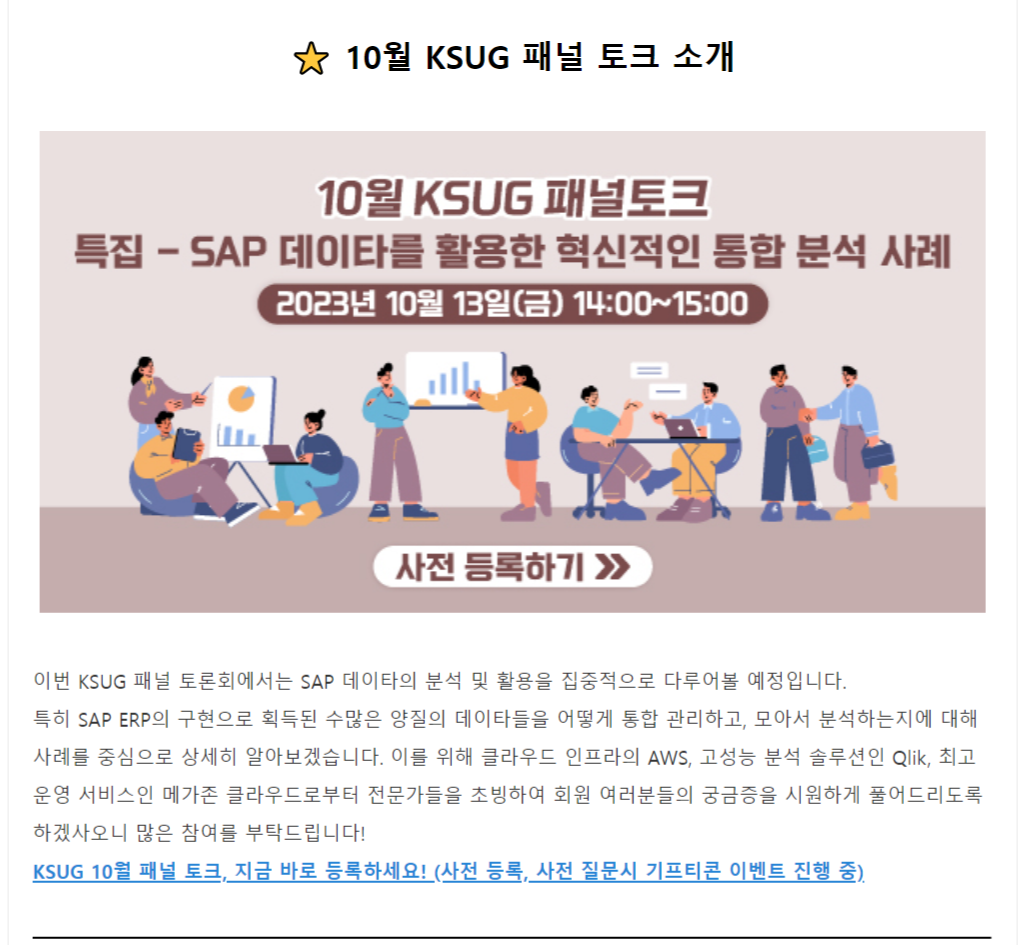 ⭐ 10월 KSUG 패널 토크 소개
10월 KSUG 패널토크
특집 – SAP 데이타를 활용한 혁신적인 통합 분석 사례
2023년 10월 13일(금) 14:00~15:00
사전 등록하기 »
이번 KSUG 패널 토론회에서는 SAP 데이타의 분석 및 활용을 집중적으로 다루어볼 예정입니다.
특히 SAP ERP의 구현으로 획득된 수많은 양질의 데이타들을 어떻게 통합 관리하고, 모아서 분석하는지에 대해
사례를 중심으로 상세히 알아보겠습니다. 이를 위해 클라우드 인프라의 AWS, 고성능 분석 솔루션인 Qlik, 최고
운영 서비스인 메가존 클라우드로부터 전문가들을 초빙하여 회원 여러분들의 궁금증을 시원하게 풀어드리도록
하겠사오니 많은 참여를 부탁드립니다!
KSUG 10월 패널 토크, 지금 바로 등록하세요! (사전 등록, 사전 질문시 기프티콘 이벤트 진행 중)